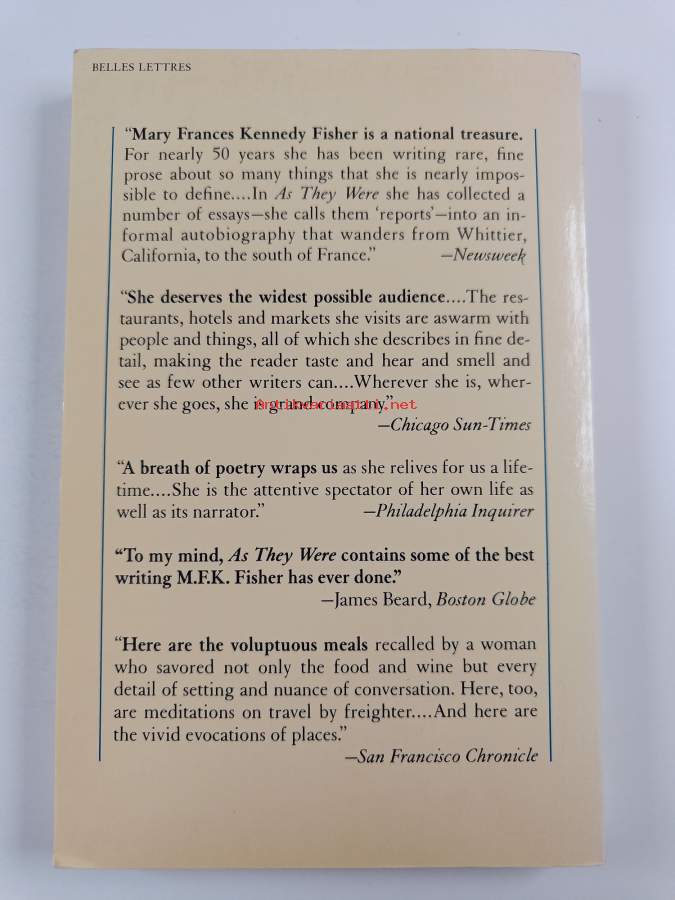 BELLES LETTRES
“Mary Frances Kennedy Fisher is a national treasure.
For nearly 50 years she has been writing rare, fine
prose about so many things that she is nearly impos-
sible to define....In As They Were she has collected a
number of essays—she calls them ‘reports’—into an in-
formal autobiography that wanders from Whittier,
California, to the south of France.” —Newsweek
“She deserves the widest possible audience....The res-
taurants, hotels and markets she visits are aswarm with
people and things, all of which she describes in fine de-
tail, making the reader taste and hear and smell and
see as few other writers can....Wherever she is, wher-
ever she goes, she is grand company.”
Antikvariaatti.net
—Chicago Sun-Times
“A breath of poetry wraps us as she relives for us a life-
time....She is the attentive spectator of her own life as
well as its narrator.” —Philadelphia Inquirer
“To my mind, As They Were contains some of the best
writing M.F.K. Fisher has ever done.”
—James Beard, Boston Globe
“Here are the voluptuous meals recalled by a woman
who savored not only the food and wine but every
detail of setting and nuance of conversation. Here, too,
are meditations on travel by freighter....And here are
the vivid evocations of places.”
—San Francisco Chronicle